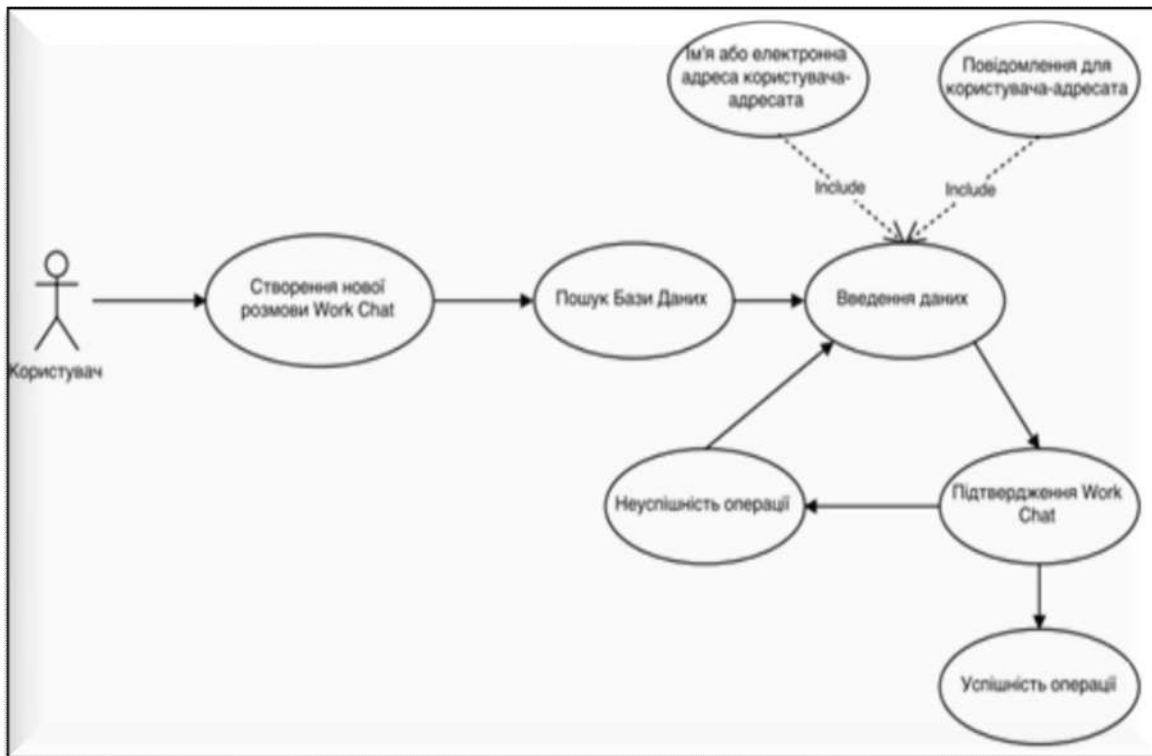 Ім'я або електронна
адреса користувача-
адресата
Повідомлення для
користувача-адресата
Include
Include
Створення нової
розмови Work Chat
Пошук Бази Даних
Введення даних
Користувач
Неуспішність операції
Підтвердження Work
Chat
Успішність операції